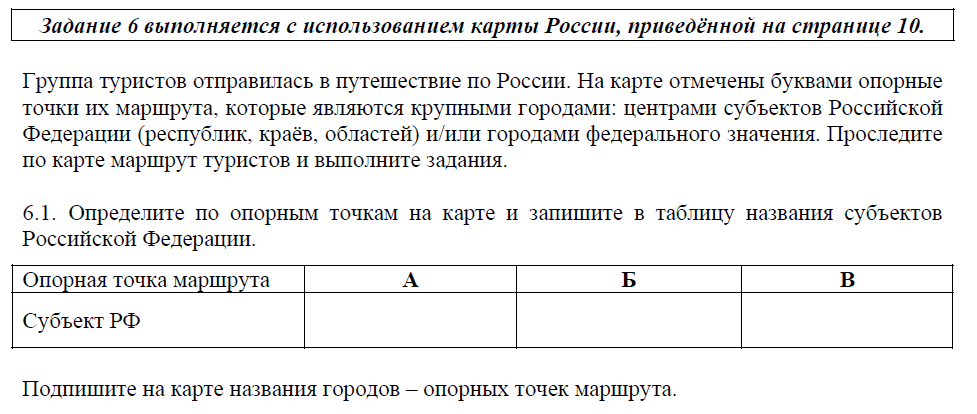 Задание 6 выполняется с использованием карты России, приведённой на странице 10.
Группа туристов отправилась в путешествие по России. На карте отмечены буквами опорные
точки их маршрута, которые являются крупными городами: центрами субъектов Российской
Федерации (республик, краёв, областей) и/или городами федерального значения. Проследите
по карте маршрут туристов и выполните задания.
6.1. Определите по опорным точкам на карте и запишите в таблицу названия субъектов
Российской Федерации.
Опорная точка маршрута А Б В
Субъект РФ
Подпишите на карте названия городов – опорных точек маршрута.